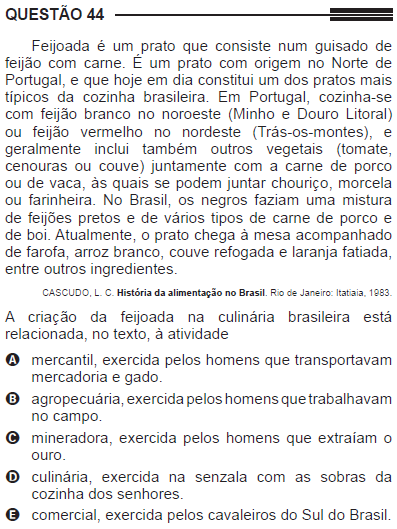 QUESTÃO 44
Feijoada é um prato que consiste num guisado de
feijão com carne. É um prato com origem no Norte de
Portugal, e que hoje em dia constitui um dos pratos mais
típicos da cozinha brasileira. Em Portugal, cozinha-se
com feijão branco no noroeste (Minho e Douro Litoral)
ou feijão vermelho no nordeste (Trás-os-montes), e
geralmente inclui também outros vegetais (tomate,
cenouras ou couve) juntamente com a carne de porco
ou de vaca, às quais se podem juntar chouriço, morcela
ou farinheira. No Brasil, os negros faziam uma mistura
de feijões pretos e de vários tipos de carne de porco e
de boi. Atualmente, o prato chega à mesa acompanhado
de farofa, arroz branco, couve refogada e laranja fatiada,
entre outros ingredientes.
CASCUDO, L. C. História da alimentação no Brasil. Rio de Janeiro: Itatiaia, 1983.
A criação da feijoada na culinária brasileira está
relacionada, no texto, à atividade
A mercantil, exercida pelos homens que transportavam
mercadoria e gado.
B agropecuária, exercida pelos homens que trabalhavam
no campo.
C mineradora, exercida pelos homens que extraíam o
ouro.
D culinária, exercida na senzala com as sobras da
cozinha dos senhores.
E comercial, exercida pelos cavaleiros do Sul do Brasil.